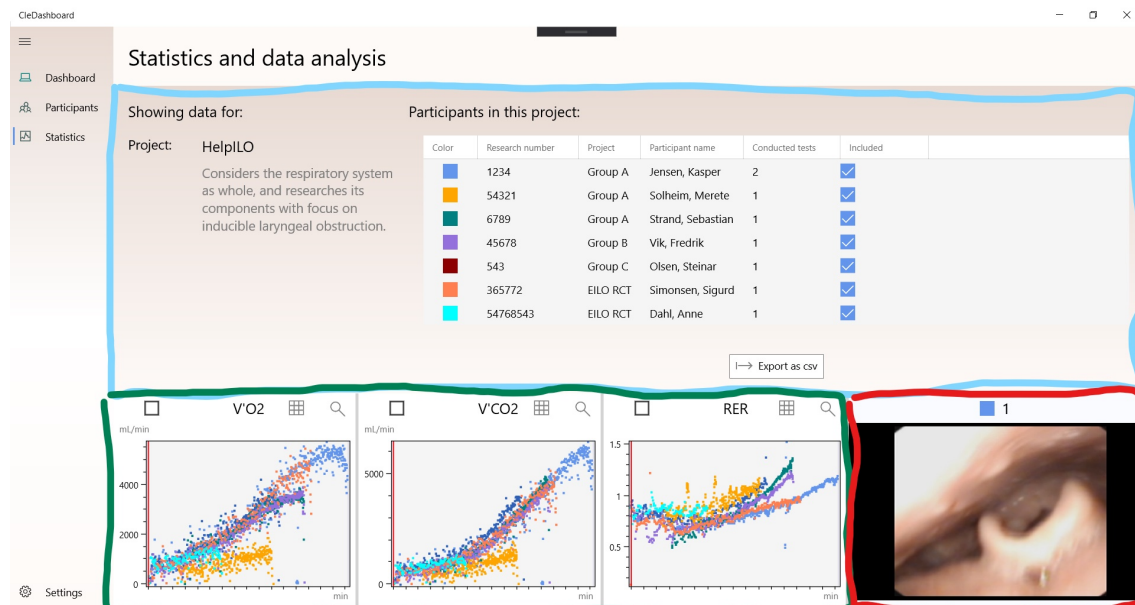 CleDashboard
Statistics and data analysis
Dashboard
Participants
Statistics
Settings
Showing data for:
Project: HelpILO
Considers the respiratory system
as whole, and researches its
components with focus on
inducible laryngeal obstruction.
Participants in this project:
Color Research number Project Participant name Conducted tests Included
1234 Group A Jensen, Kasper 2
54321 Group A Solheim, Merete 1
6789 Group A Strand, Sebastian 1
45678 Group B Vik, Fredrik 1
543 Group C Olsen, Steinar 1
365772 EILO RCT Simonsen, Sigurd 1
54768543 EILO RCT Dahl, Anne 1
Export as csv
V'O2
mL/min
4000
2000
0
min
V'CO2
mL/min
5000
0
min
RER
1.5
1
0.5
min
1